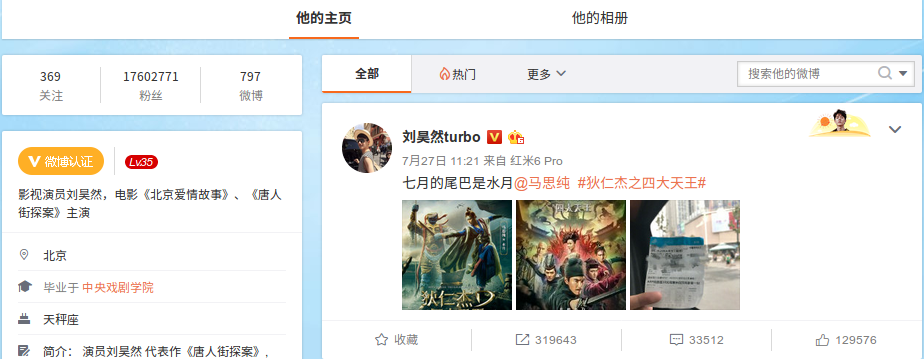 他的主页
他的相册
369
关注
17602771
粉丝
797
微博
全部
热门
更多
搜索他的微博
微博认证
Lv35
影视演员刘昊然，电影《北京爱情故事》、《唐人
街探案》主演
北京
毕业于 中央戏剧学院
天秤座
简介： 演员刘昊然 代表作《唐人街探案》,
刘昊然turbo
7月27日 11:21 来自 红米6 Pro
七月的尾巴是水月@马思纯 #狄仁杰之四大天王#
狄仁杰
四大天王
收藏
319643
33512
129576